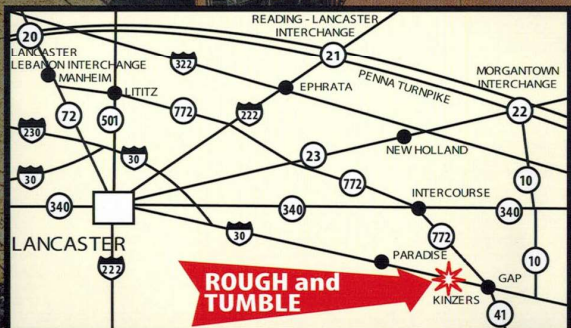 READING - LANCASTER
INTERCHANGE
20
21
LANCASTER
LEBANON INTERCHANGE
322
MORGANTOWN
INTERCHANGE
MANHEIM
LITITZ
EPHRATA
PENNA TURNPIKE
72
501
772
222
22
230
30
23
NEW HOLLAND
30
772
10
INTERCOURSE
340
340
340
30
772
LANCASTER
PARADISE
10
222
ROUGH and
TUMBLE
GAP
KINZERS
41